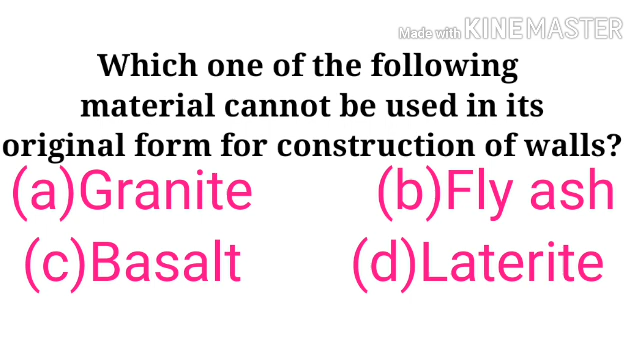 Made with KINEMASTER
Which one of the following
material cannot be used in its
original form for construction of walls?
(a)Granite (b)Fly ash
(c)Basalt (d)Laterite